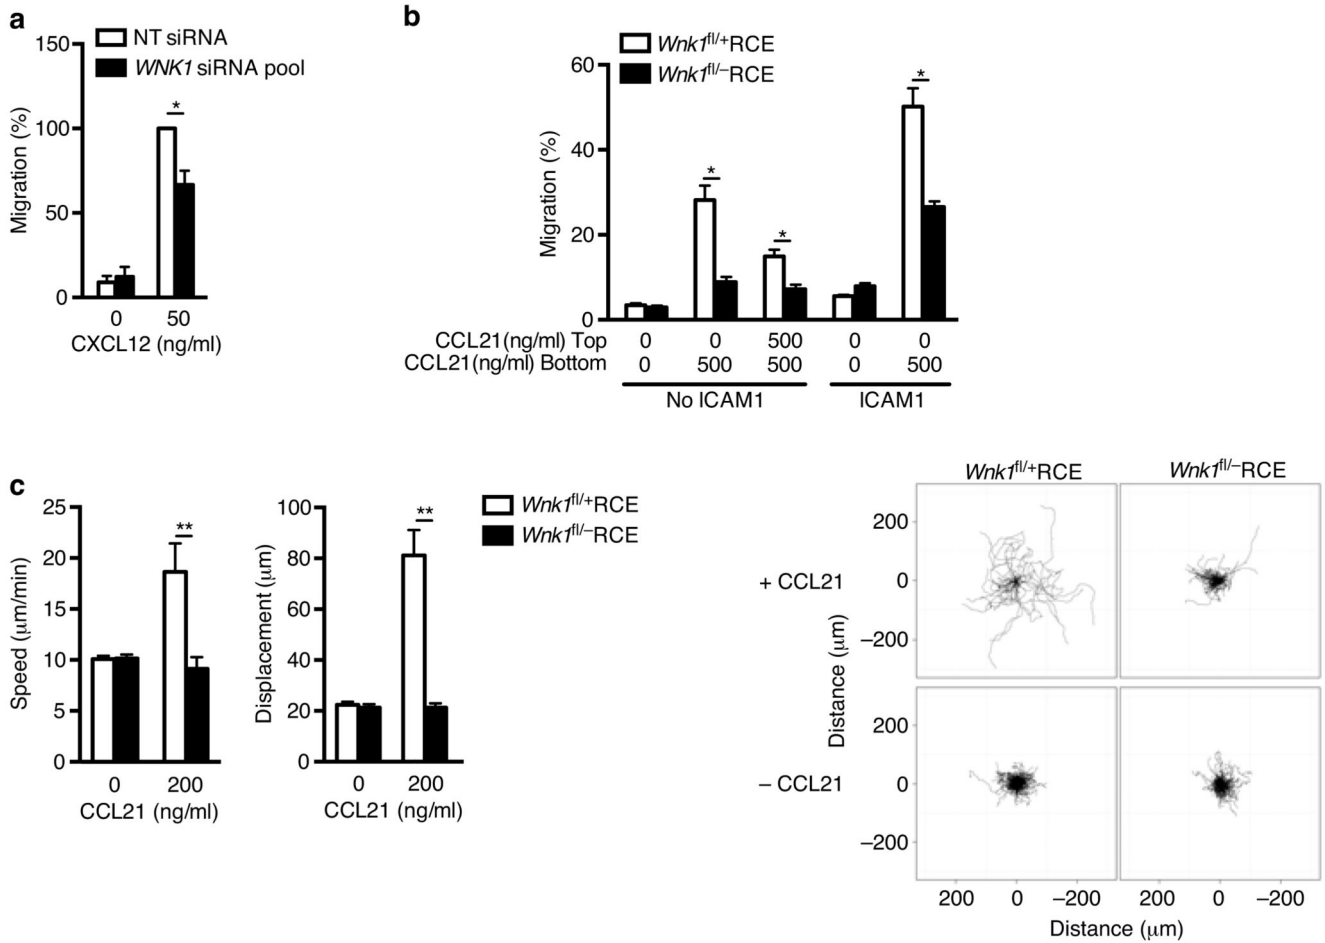 a
NT siRNA
WNK1 siRNA pool
Migration (%)
150
100
50
0
*
0 50
CXCL12 (ng/ml)
b
Wnk1fl/+RCE
Wnk1fl/–RCE
Migration (%)
60
40
20
0
* * *
CCL21(ng/ml) Top 0 0 500 0 0
CCL21(ng/ml) Bottom 0 500 500 0 500
No ICAM1 ICAM1
c
Speed (μm/min)
25
20
15
10
5
0
**
0 200
CCL21 (ng/ml)
Displacement (μm)
100
80
60
40
20
0
**
0 200
CCL21 (ng/ml)
Wnk1fl/+RCE
Wnk1fl/–RCE
Wnk1fl/+RCE Wnk1fl/–RCE
+ CCL21
200
0
–200
Distance (μm)
– CCL21
200
0
–200
200 0 –200 200 0 –200
Distance (μm)